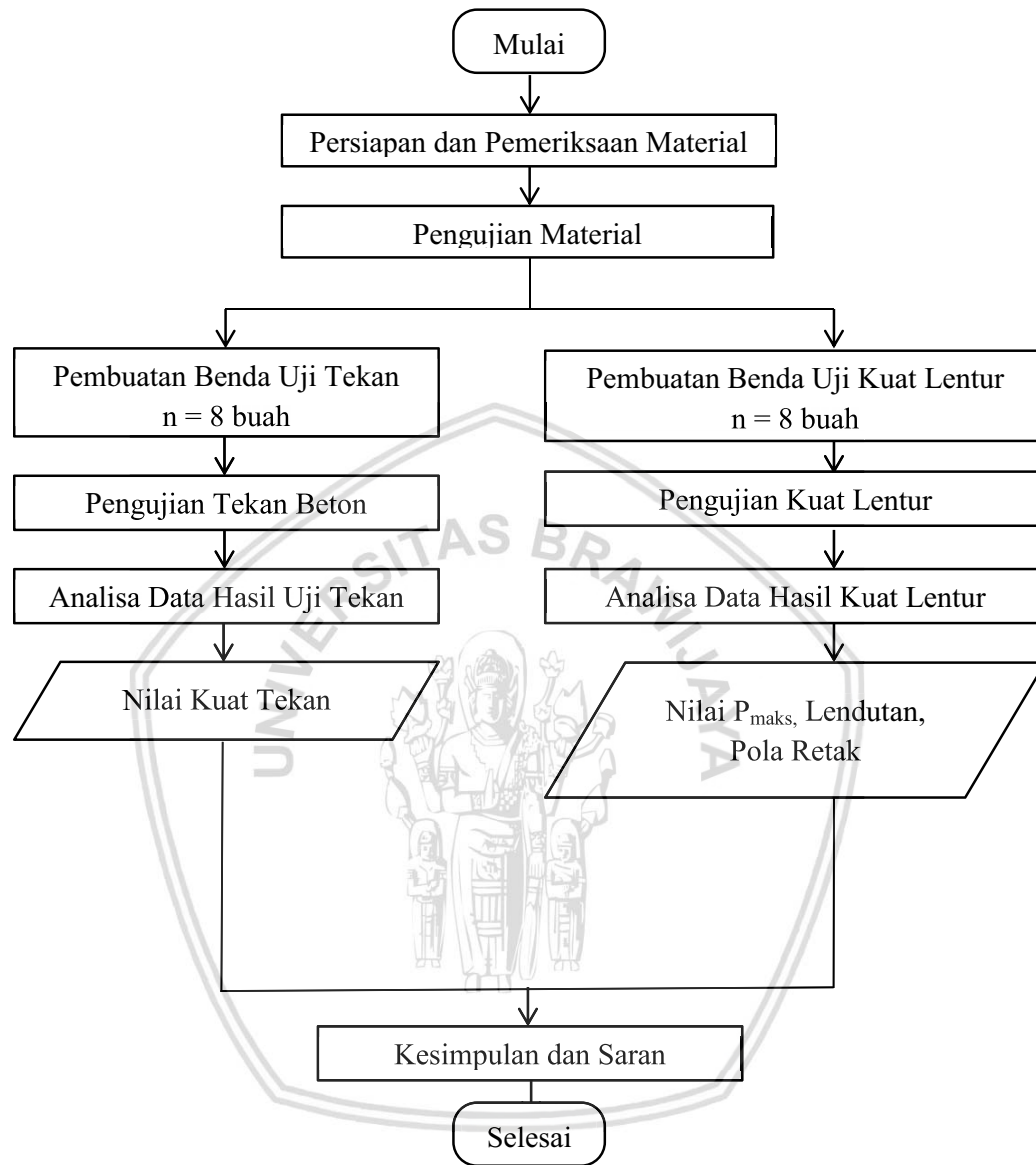 Mulai
Persiapan dan Pemeriksaan Material
Pengujian Material
Pembuatan Benda Uji Tekan
n = 8 buah
Pengujian Tekan Beton
Analisa Data Hasil Uji Tekan
Nilai Kuat Tekan
Pembuatan Benda Uji Kuat Lentur
n = 8 buah
Pengujian Kuat Lentur
Analisa Data Hasil Kuat Lentur
Nilai Pmaks, Lendutan,
Pola Retak
Kesimpulan dan Saran
Selesai
UNIVERSITAS BRAWIJAYA